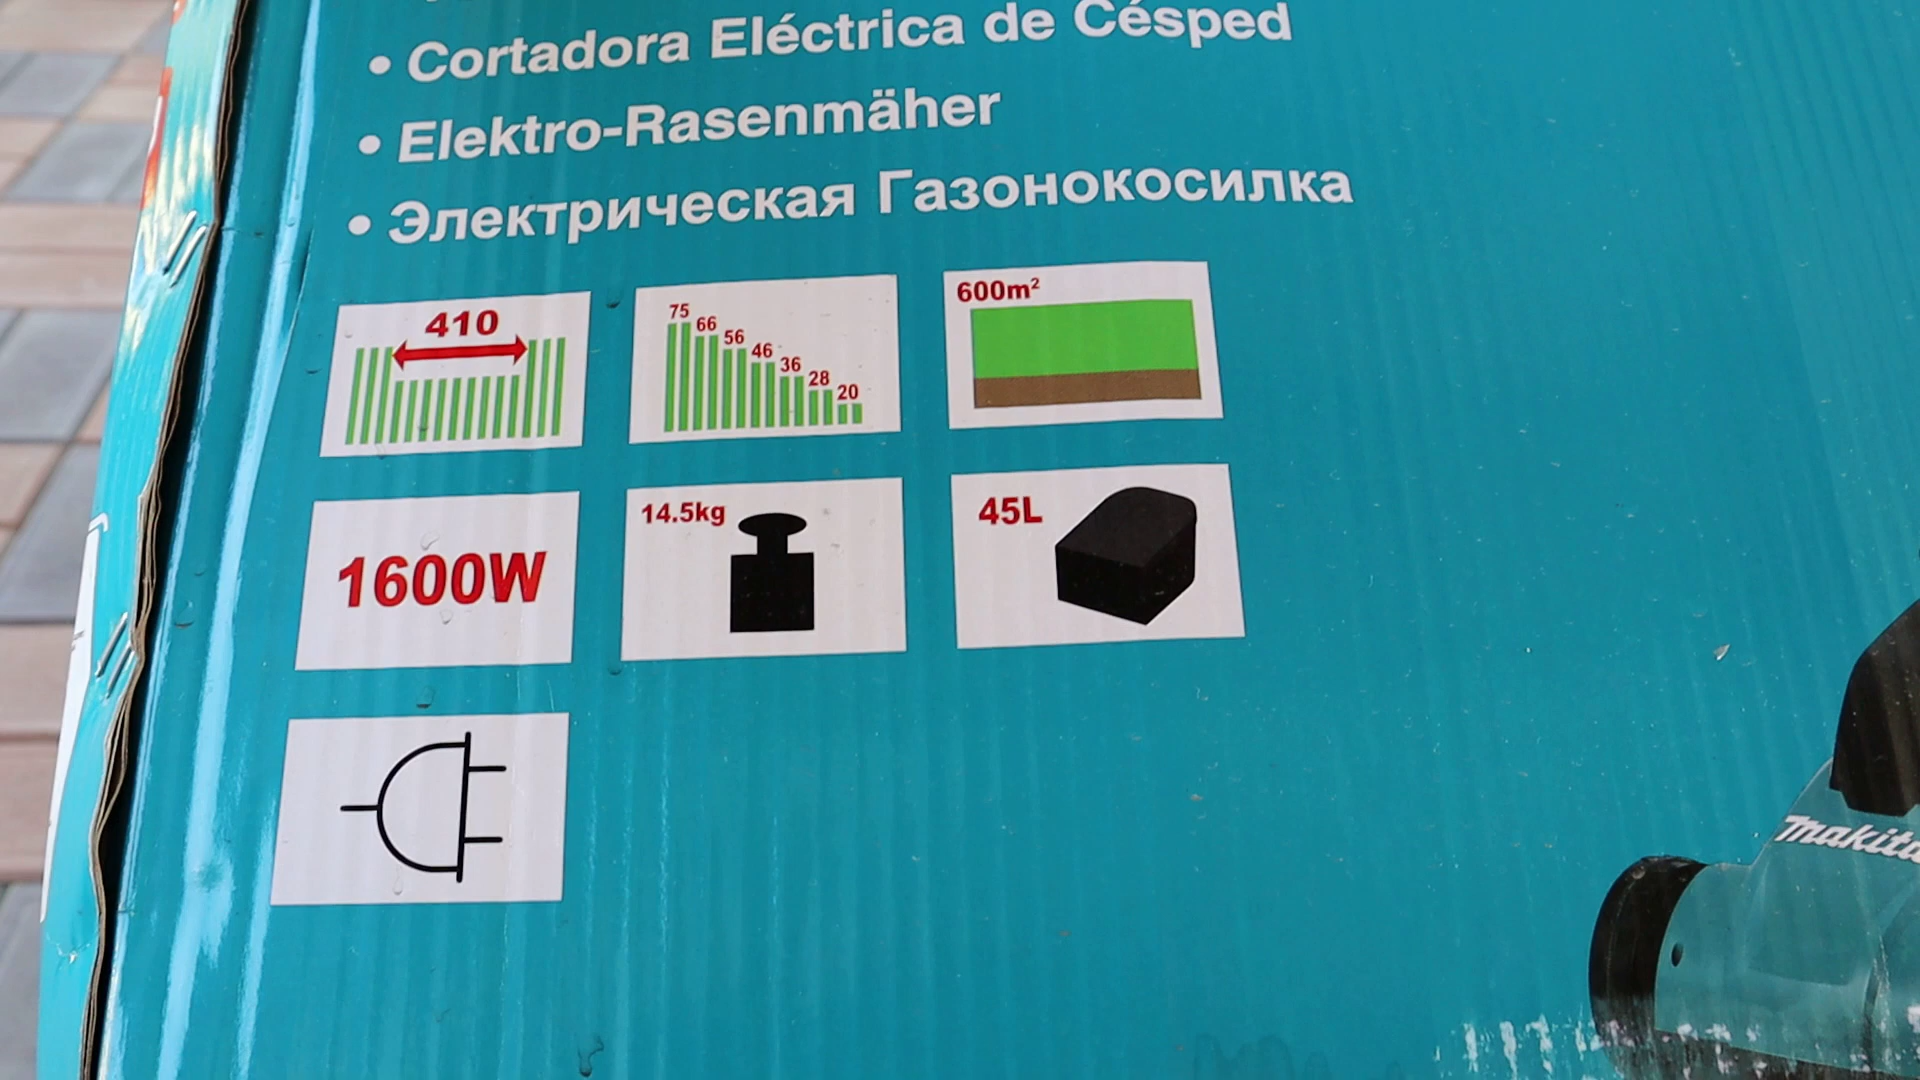 • Cortadora Eléctrica de Césped
• Elektro-Rasenmäher
• Электрическая Газонокосилка
410
75
66
56
46
36
28
20
600m²
1600W
14.5kg
45L
makita